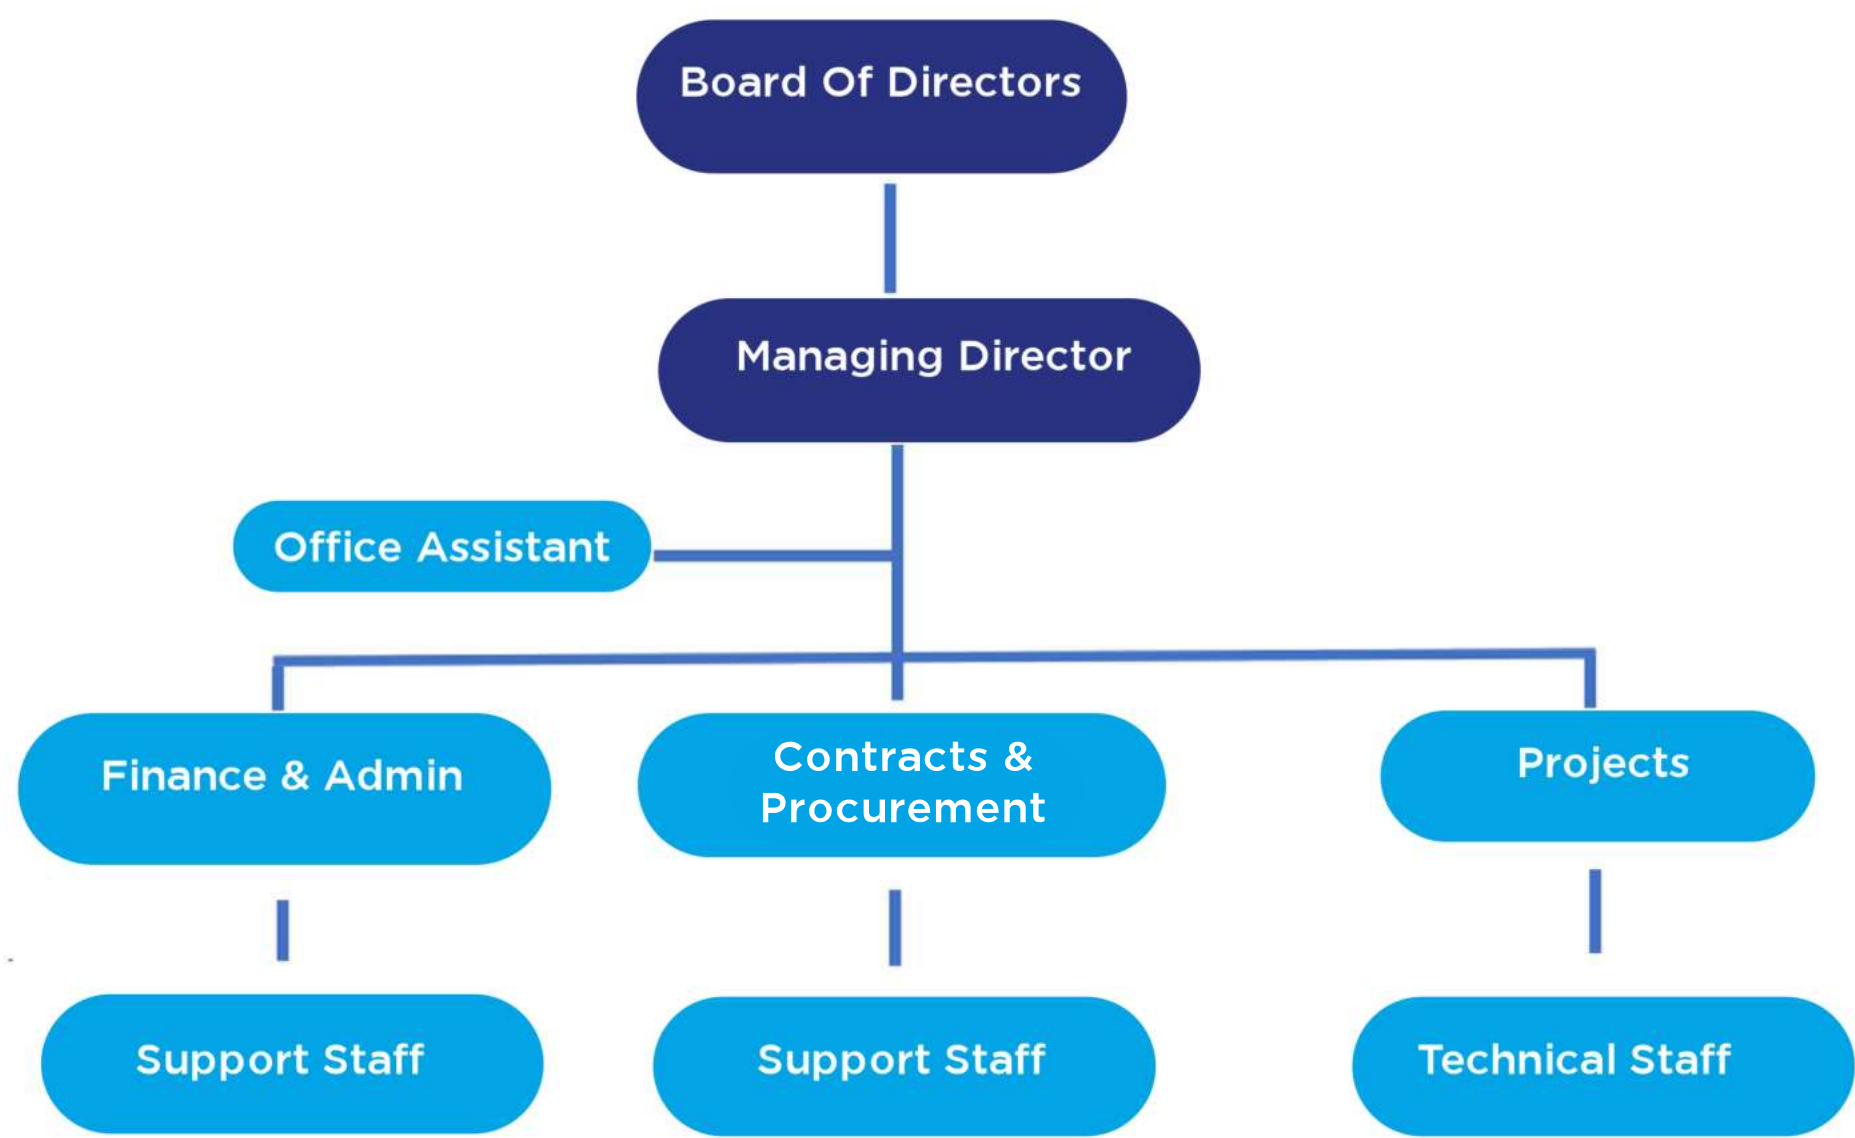 Board Of Directors
Managing Director
Office Assistant
Finance & Admin
Contracts &
Procurement
Projects
Support Staff
Support Staff
Technical Staff